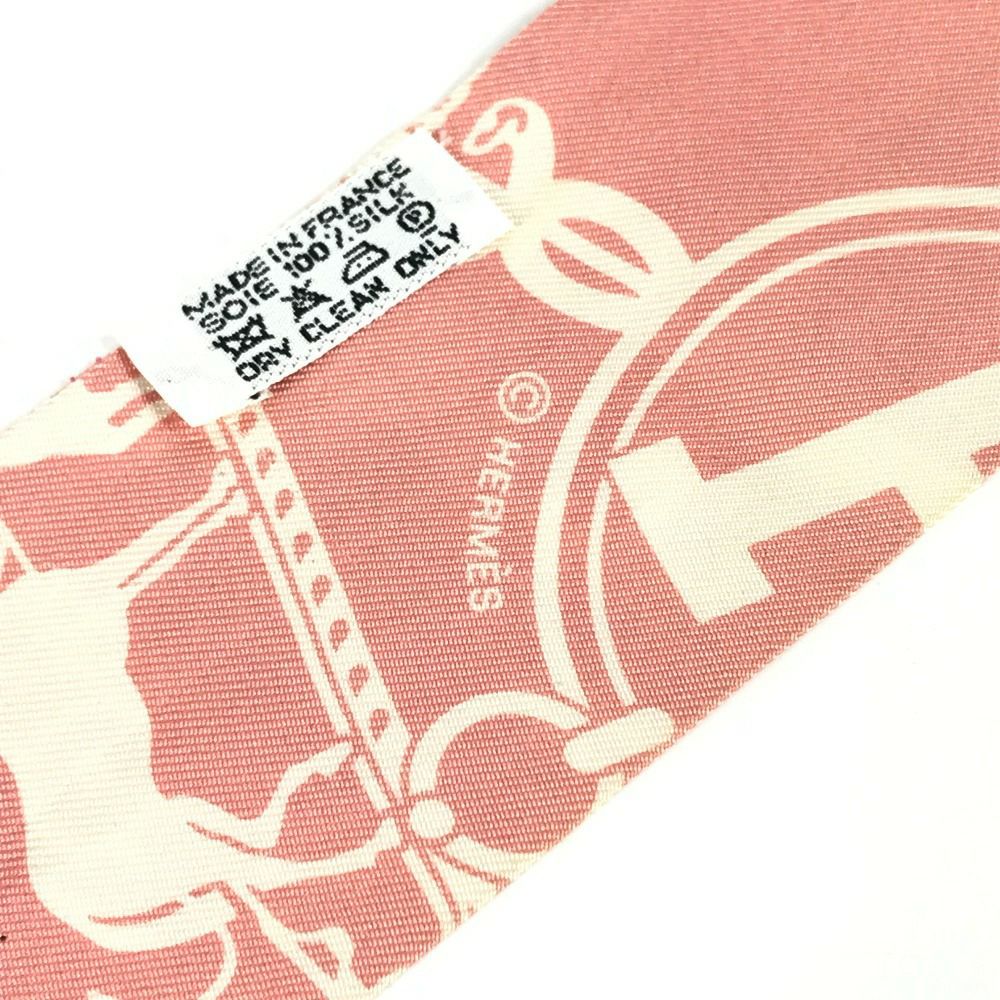 MADE IN FRANCE
SOIE 100% SILK
Ⓟ
DRY CLEAN ONLY
© HERMÈS